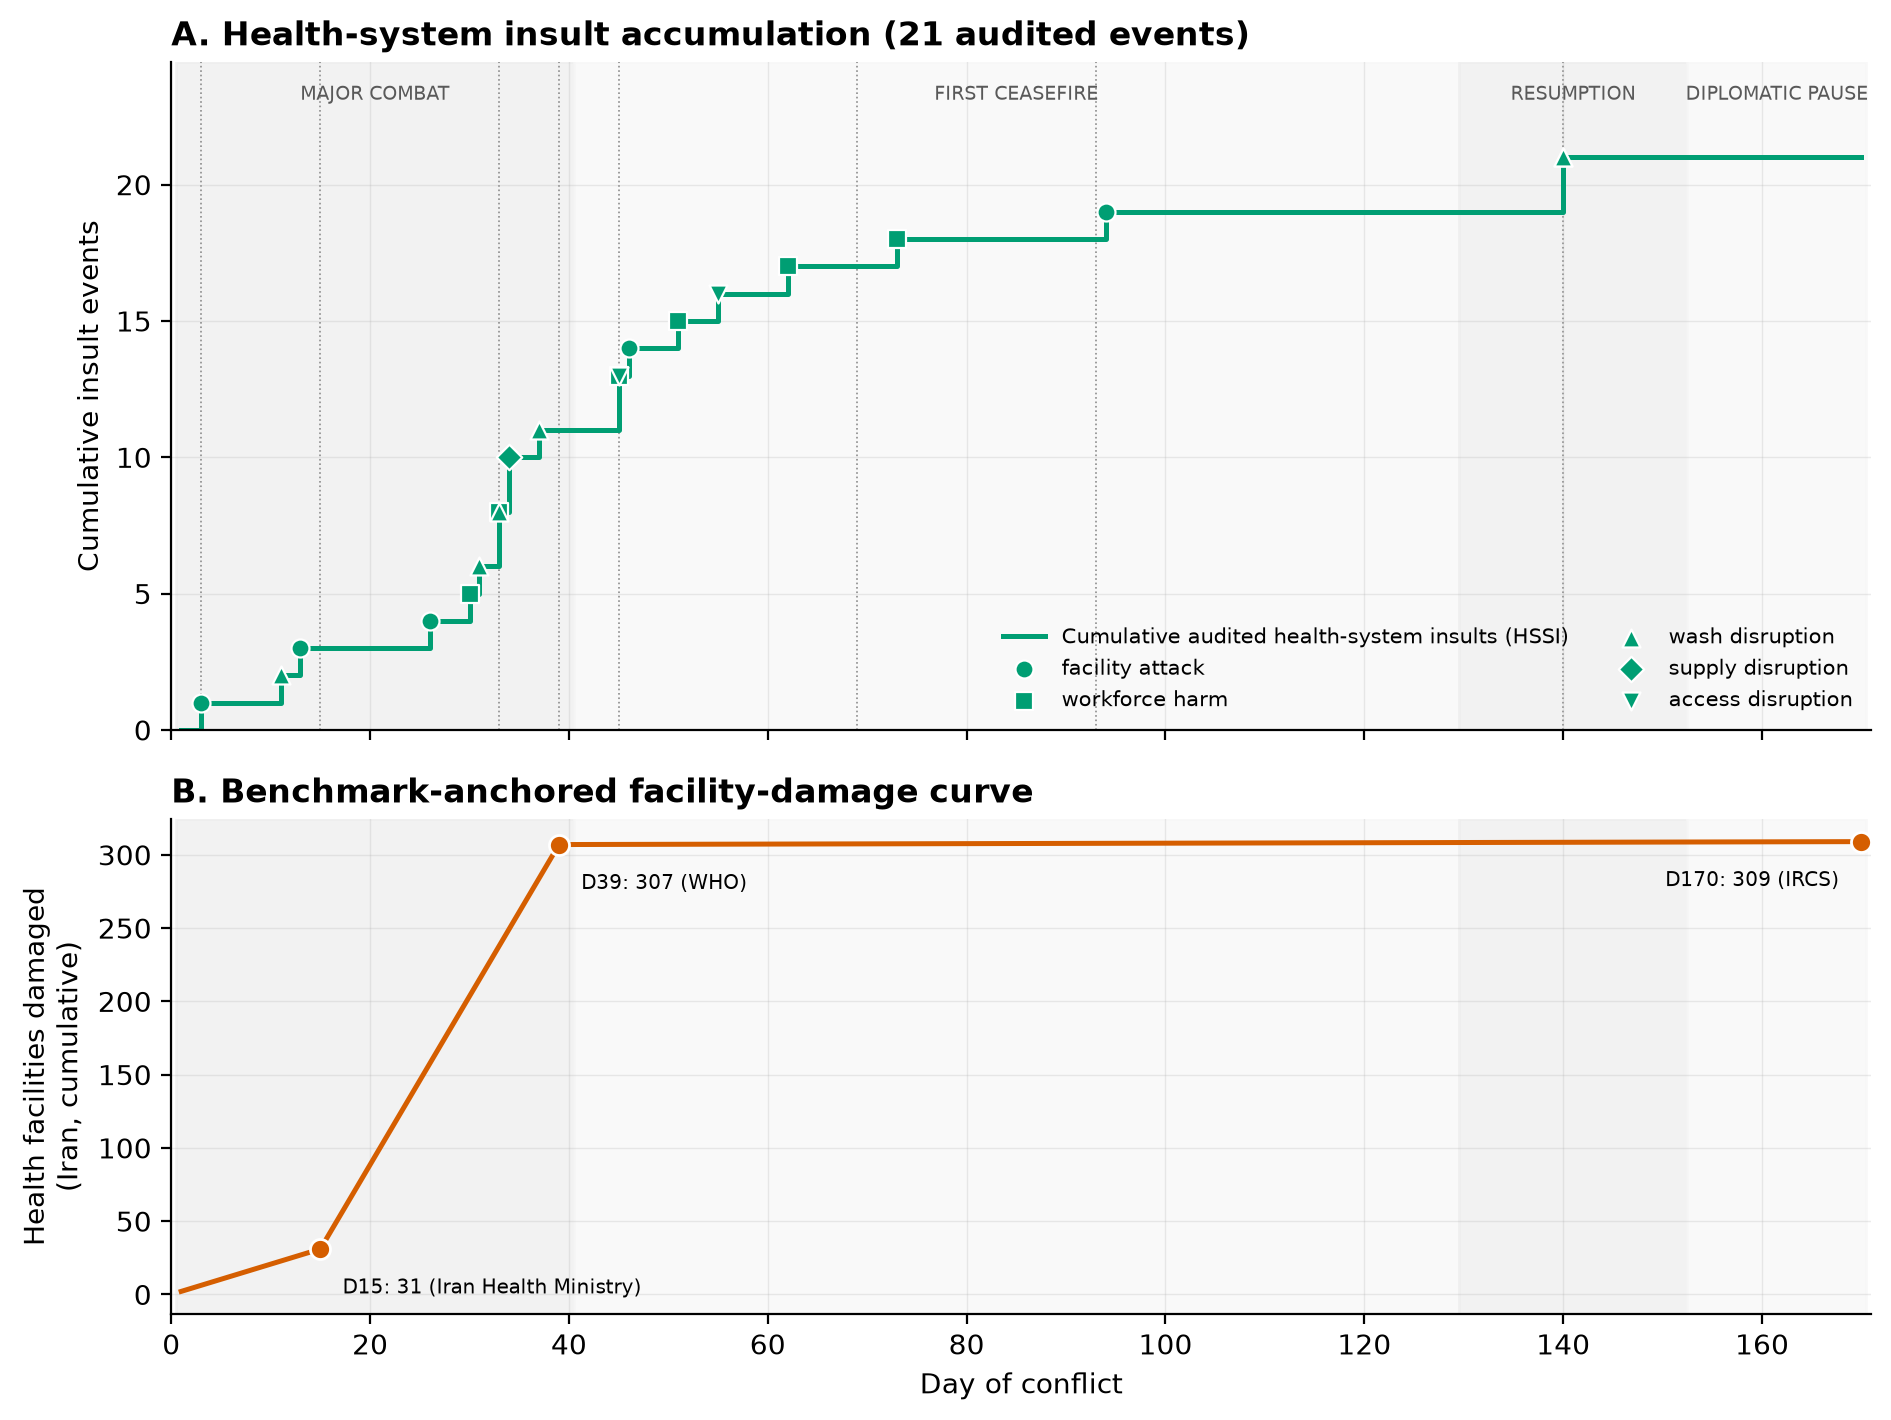 A. Health-system insult accumulation (21 audited events)
MAJOR COMBAT
FIRST CEASEFIRE
RESUMPTION
DIPLOMATIC PAUSE
Cumulative insult events
20
15
10
5
0
Cumulative audited health-system insults (HSSI)
facility attack
workforce harm
wash disruption
supply disruption
access disruption
B. Benchmark-anchored facility-damage curve
Health facilities damaged
(Iran, cumulative)
300
250
200
150
100
50
0
D39: 307 (WHO)
D170: 309 (IRCS)
D15: 31 (Iran Health Ministry)
0 20 40 60 80 100 120 140 160
Day of conflict